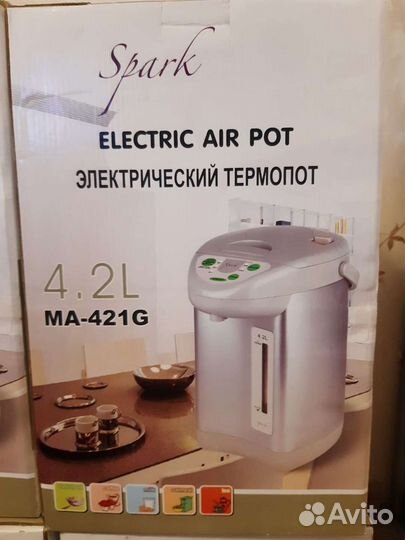 Spark
ELECTRIC AIR POT
ЭЛЕКТРИЧЕСКИЙ ТЕРМОПОТ
4.2L
MA-421G
4.2L
Avito